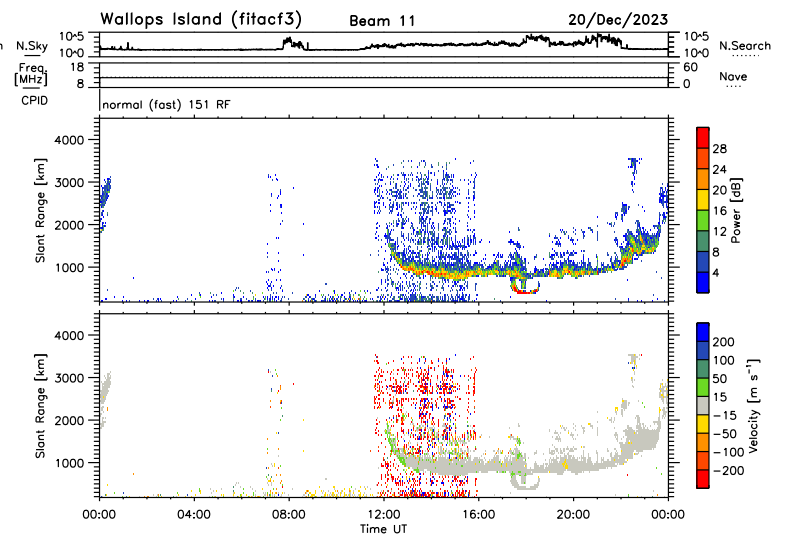 Wallops Island (fitacf3) Beam 11 20/Dec/2023
n N.Sky 10^5 10^0 10^5 10^0 N.Search
Freq. [MHz] 18 8 60 0 Nave
CPID normal (fast) 151 RF
Slant Range [km]
4000
3000
2000
1000
28
24
20
16
12
8
4
Power [dB]
Slant Range [km]
4000
3000
2000
1000
200
100
50
15
-15
-50
-100
-200
Velocity [m s⁻¹]
00:00 04:00 08:00 12:00 16:00 20:00 00:00
Time UT